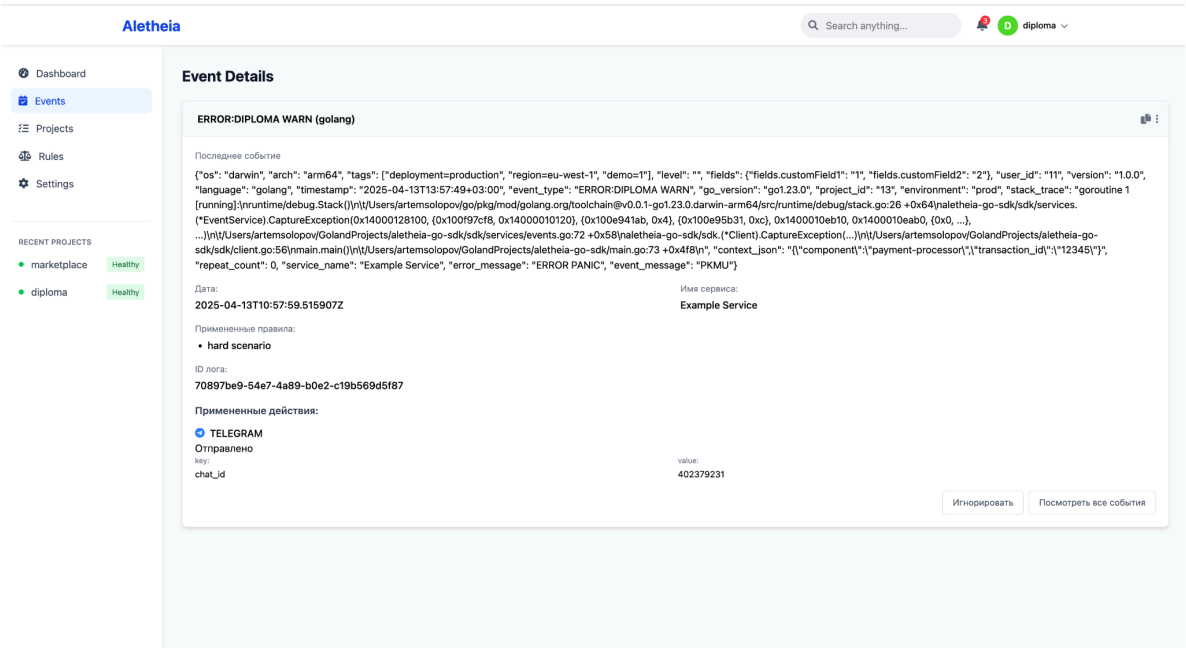 Aletheia
Search anything...
3
D
diploma
Dashboard
Events
Projects
Rules
Settings
RECENT PROJECTS
marketplace
Healthy
diploma
Healthy
Event Details
ERROR:DIPLOMA WARN (golang)
Последнее событие
{"os": "darwin", "arch": "arm64", "tags": ["deployment=production", "region=eu-west-1", "demo=1"], "level": "", "fields": {"fields.customField1": "1", "fields.customField2": "2"}, "user_id": "11", "version": "1.0.0",
"language": "golang", "timestamp": "2025-04-13T13:57:49+03:00", "event_type": "ERROR:DIPLOMA WARN", "go_version": "go1.23.0", "project_id": "13", "environment": "prod", "stack_trace": "goroutine 1
[running]:\nruntime/debug.Stack()\n\t/Users/artemsolopov/go/pkg/mod/golang.org/toolchain@v0.0.1-go1.23.0.darwin-arm64/src/runtime/debug/stack.go:26 +0x64\naletheia-go-sdk/sdk/services.
(*EventService).CaptureException(0x14000128100, {0x100f97cf8, 0x14000010120}, {0x100e941ab, 0x4}, {0x100e95b31, 0xc}, 0x1400010eb10, 0x1400010eab0, {0x0, ...},
...)\n\t/Users/artemsolopov/GolandProjects/aletheia-go-sdk/sdk/services/events.go:72 +0x58\naletheia-go-sdk/sdk.(*Client).CaptureException(...)\n\t/Users/artemsolopov/GolandProjects/aletheia-go-
sdk/sdk/client.go:56\nmain.main()\n\t/Users/artemsolopov/GolandProjects/aletheia-go-sdk/main.go:73 +0x4f8\n", "context_json": "{\"component\":\"payment-processor\",\"transaction_id\":\"12345\"}",
"repeat_count": 0, "service_name": "Example Service", "error_message": "ERROR PANIC", "event_message": "PKMU"}
Дата:
2025-04-13T10:57:59.515907Z
Имя сервиса:
Example Service
Примененные правила:
• hard scenario
ID лога:
70897be9-54e7-4a89-b0e2-c19b569d5f87
Примененные действия:
TELEGRAM
Отправлено
key:
chat_id
value:
402379231
Игнорировать
Посмотреть все события